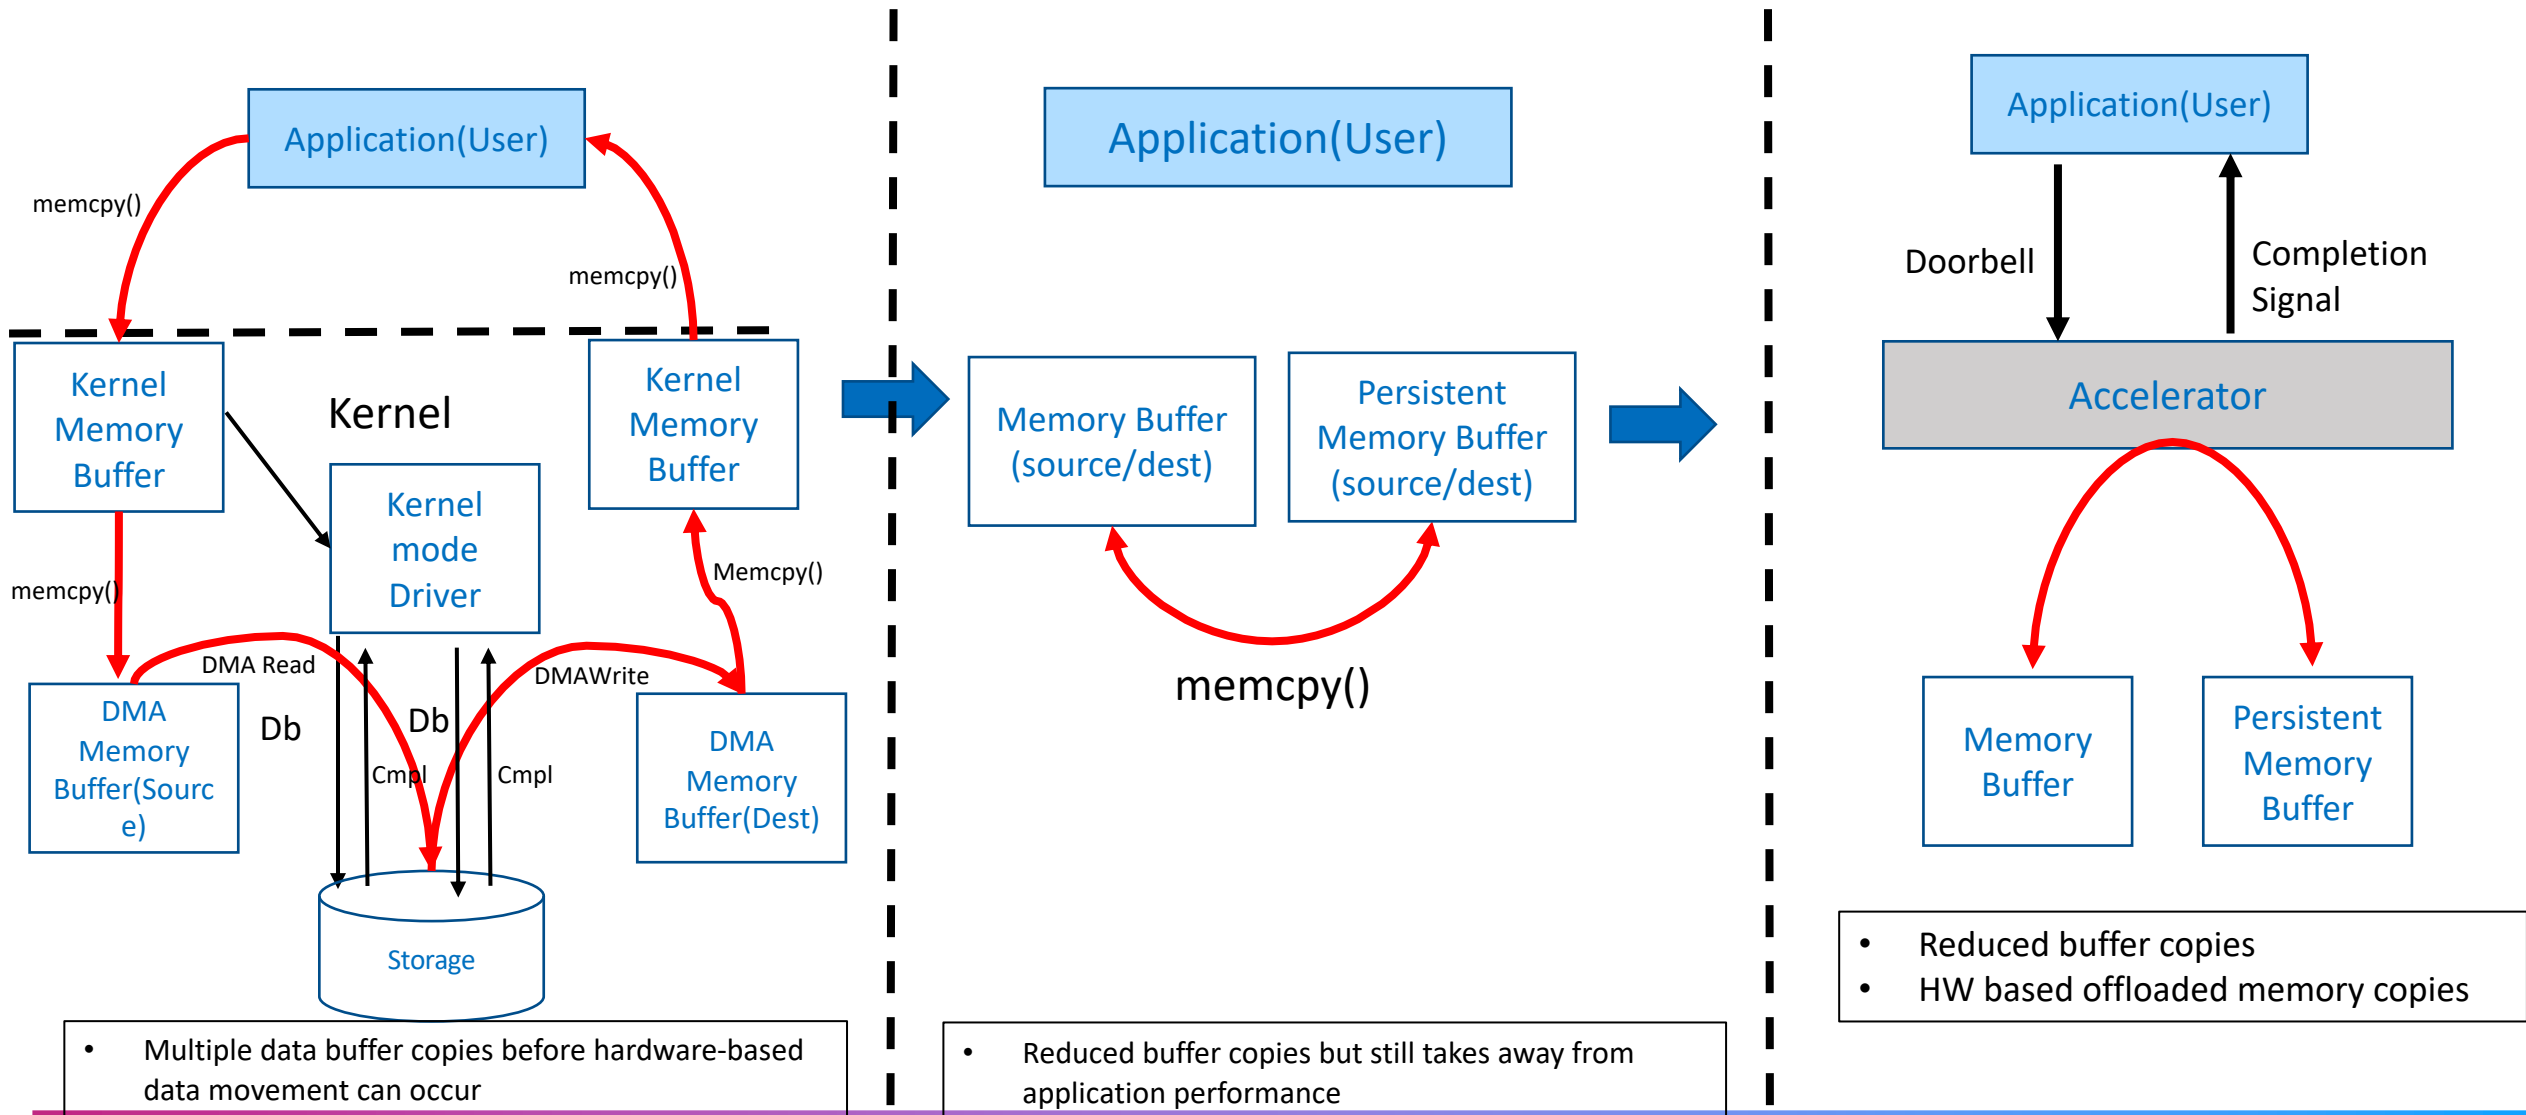 Application(User)
memcpy()
memcpy()
Kernel
Memory
Buffer
Kernel
Kernel
Memory
Buffer
Kernel
mode
Driver
memcpy()
Memcpy()
DMA Read
DMAWrite
DMA
Memory
Buffer(Sourc
e)
Db
Db
Cmpl
Cmpl
DMA
Memory
Buffer(Dest)
Storage
• Multiple data buffer copies before hardware-based
data movement can occur
Application(User)
Memory Buffer
(source/dest)
Persistent
Memory Buffer
(source/dest)
memcpy()
• Reduced buffer copies but still takes away from
application performance
Application(User)
Doorbell
Completion
Signal
Accelerator
Memory
Buffer
Persistent
Memory
Buffer
• Reduced buffer copies
• HW based offloaded memory copies